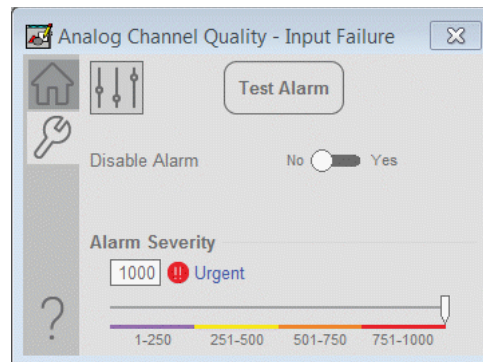 Analog Channel Quality - Input Failure
Test Alarm
Disable Alarm No Yes
Alarm Severity
1000 !! Urgent
1-250 251-500 501-750 751-1000
?